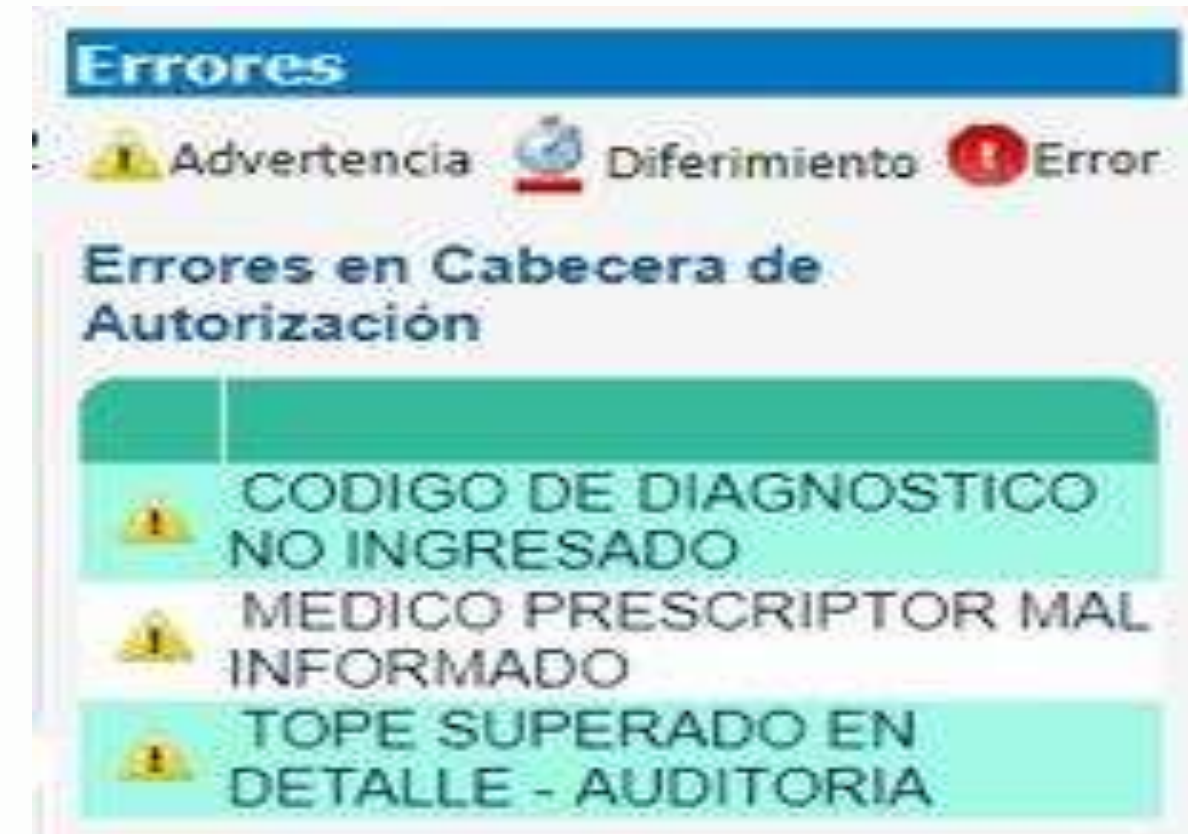 Errores
Advertencia Diferimiento Error
Errores en Cabecera de
Autorización
CODIGO DE DIAGNOSTICO
NO INGRESADO
MEDICO PRESCRIPTOR MAL
INFORMADO
TOPE SUPERADO EN
DETALLE - AUDITORIA